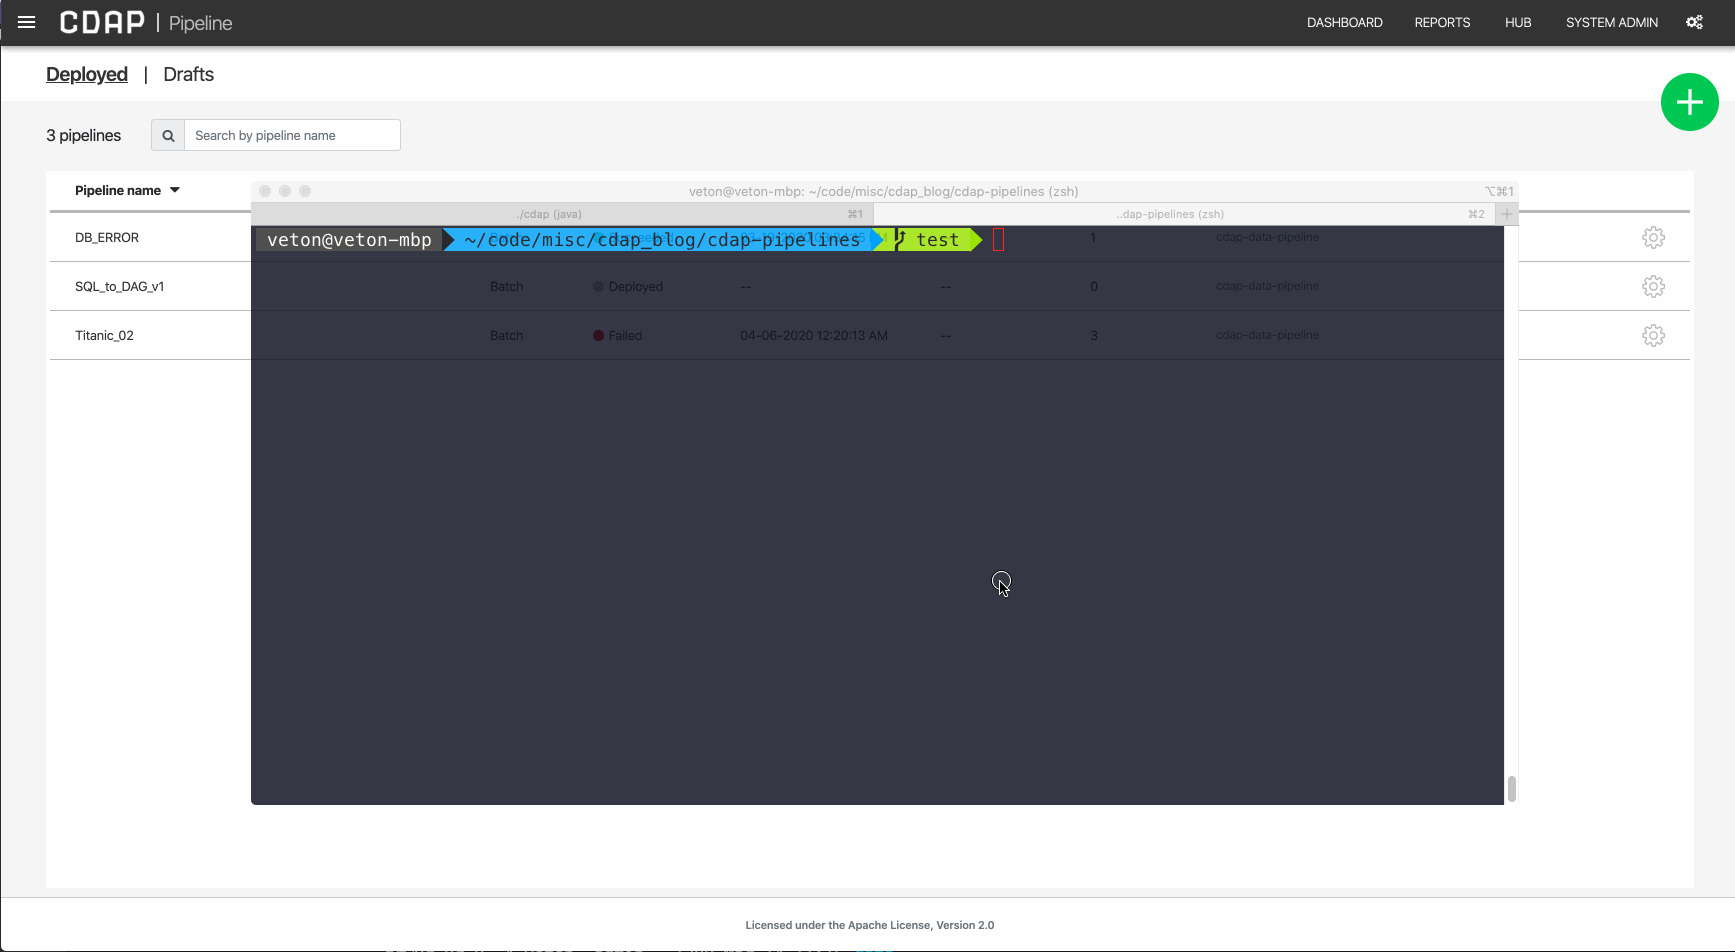 CDAP | Pipeline DASHBOARD REPORTS HUB SYSTEM ADMIN
Deployed | Drafts
3 pipelines Search by pipeline name
Pipeline name
veton@veton-mbp: ~/code/misc/cdap_blog/cdap-pipelines (zsh) ⌥⌘1
./cdap (java) ⌘1 ..dap-pipelines (zsh) ⌘2 +
veton@veton-mbp ~/code/misc/cdap_blog/cdap-pipelines test
DB_ERROR 1 cdap-data-pipeline
SQL_to_DAG_v1 Batch Deployed -- -- 0 cdap-data-pipeline
Titanic_02 Batch Failed 04-06-2020 12:20:13 AM -- 3 cdap-data-pipeline
Licensed under the Apache License, Version 2.0